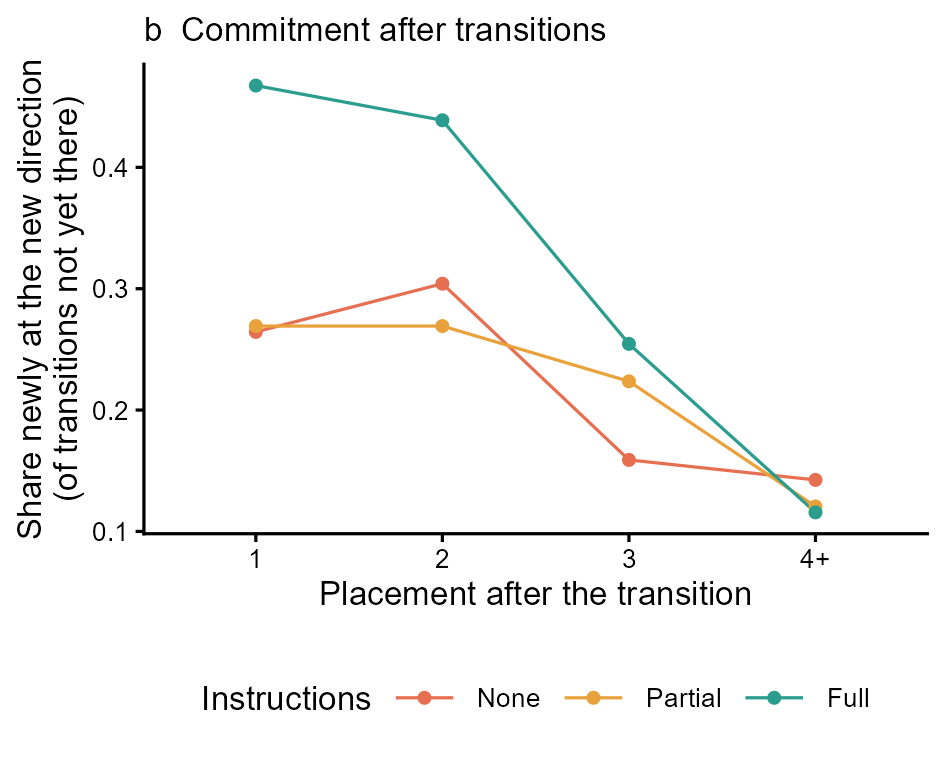 b  Commitment after transitions
Share newly at the new direction
(of transitions not yet there)
0.4
0.3
0.2
0.1
1 2 3 4+
Placement after the transition
Instructions None Partial Full